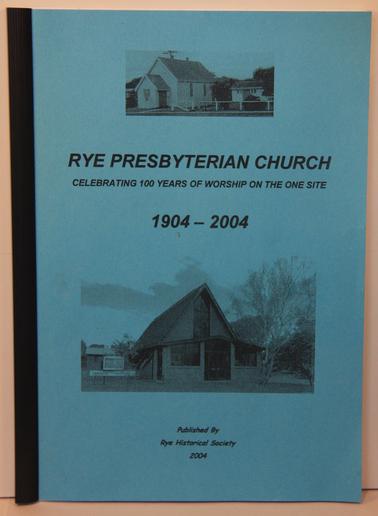 RYE PRESBYTERIAN CHURCH
CELEBRATING 100 YEARS OF WORSHIP ON THE ONE SITE
1904 – 2004
Published By
Rye Historical Society
2004